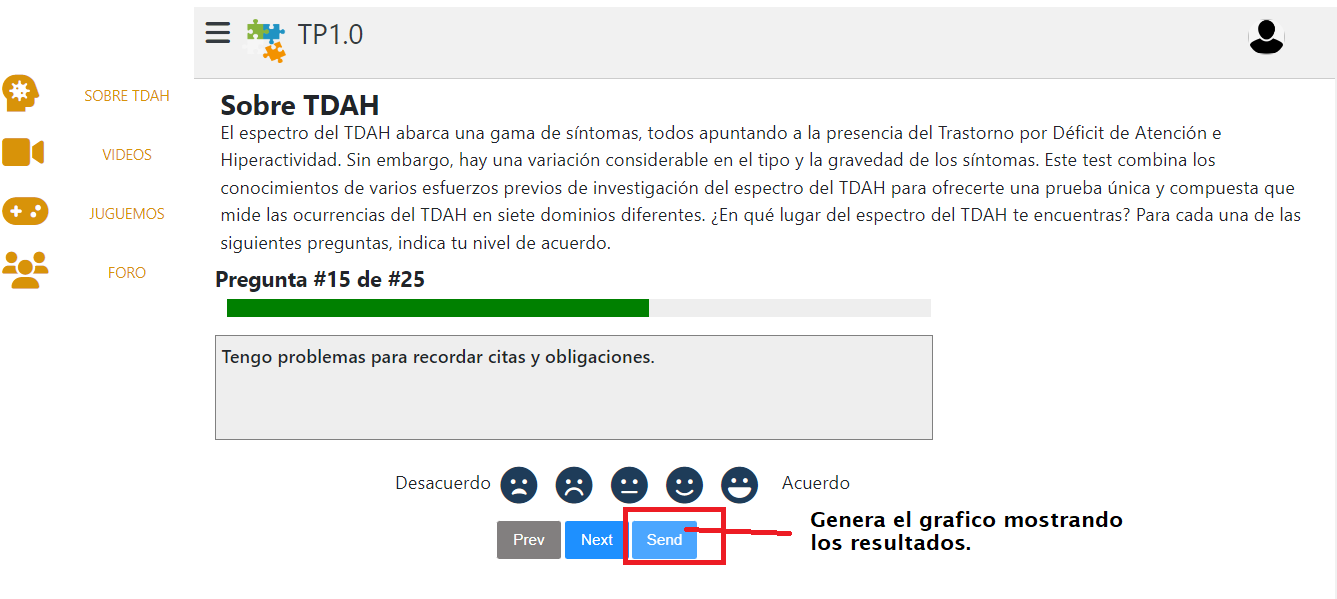 TP1.0
SOBRE TDAH
VIDEOS
JUGUEMOS
FORO
Sobre TDAH
El espectro del TDAH abarca una gama de síntomas, todos apuntando a la presencia del Trastorno por Déficit de Atención e
Hiperactividad. Sin embargo, hay una variación considerable en el tipo y la gravedad de los síntomas. Este test combina los
conocimientos de varios esfuerzos previos de investigación del espectro del TDAH para ofrecerte una prueba única y compuesta que
mide las ocurrencias del TDAH en siete dominios diferentes. ¿En qué lugar del espectro del TDAH te encuentras? Para cada una de las
siguientes preguntas, indica tu nivel de acuerdo.
Pregunta #15 de #25
Tengo problemas para recordar citas y obligaciones.
Desacuerdo Acuerdo
Prev Next Send
Genera el grafico mostrando
los resultados.